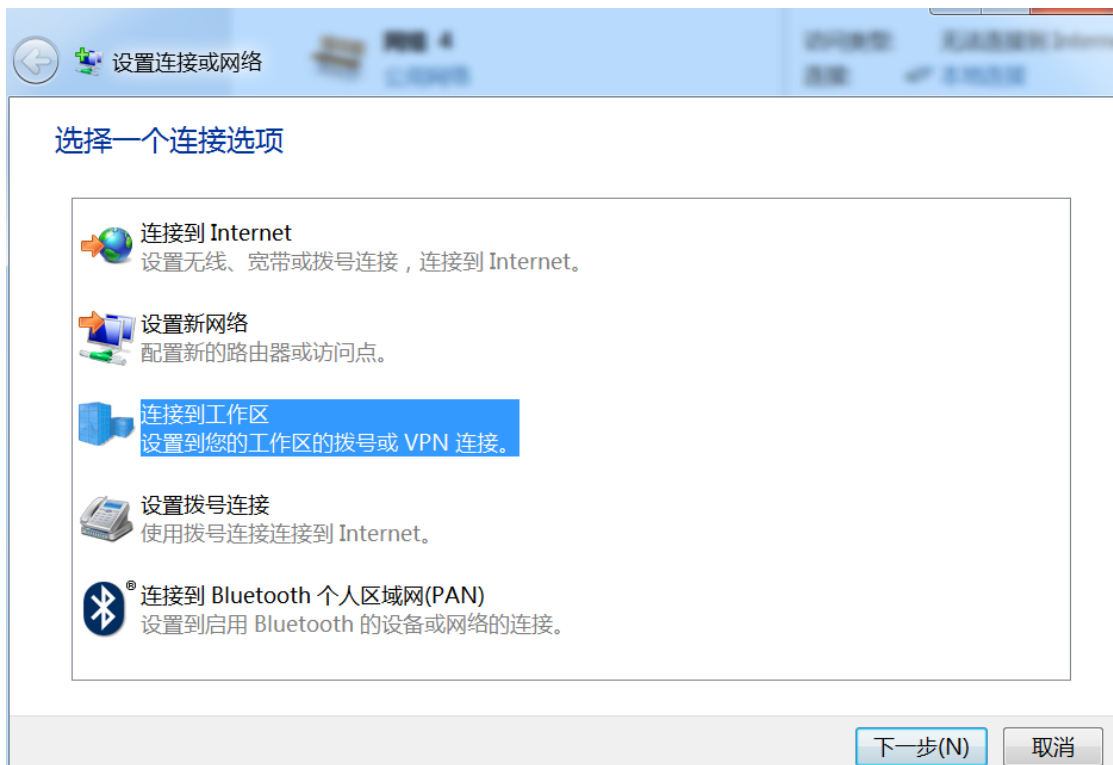 设置连接或网络
网络 4
选择一个连接选项
连接到 Internet
设置无线、宽带或拨号连接，连接到 Internet。
设置新网络
配置新的路由器或访问点。
连接到工作区
设置到您的工作区的拨号或 VPN 连接。
设置拨号连接
使用拨号连接连接到 Internet。
®
连接到 Bluetooth 个人区域网(PAN)
设置到启用 Bluetooth 的设备或网络的连接。
下一步(N)
取消